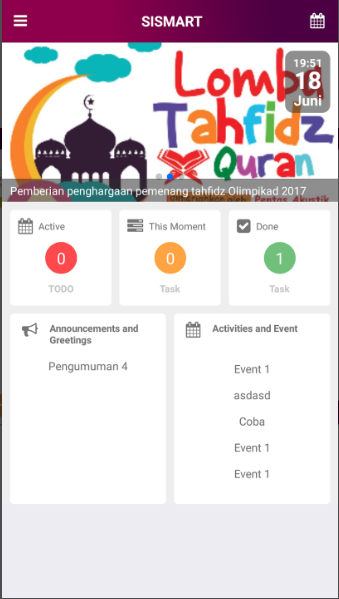 SISMART
19:51
18
Juni
Lomba
Tahfidz
Quran
Pemberian penghargaan pemenang tahfidz Olimpikad 2017
Pentas Akustik
Active
0
TODO
This Moment
0
Task
Done
1
Task
Announcements and
Greetings
Pengumuman 4
Activities and Event
Event 1
asdasd
Coba
Event 1
Event 1